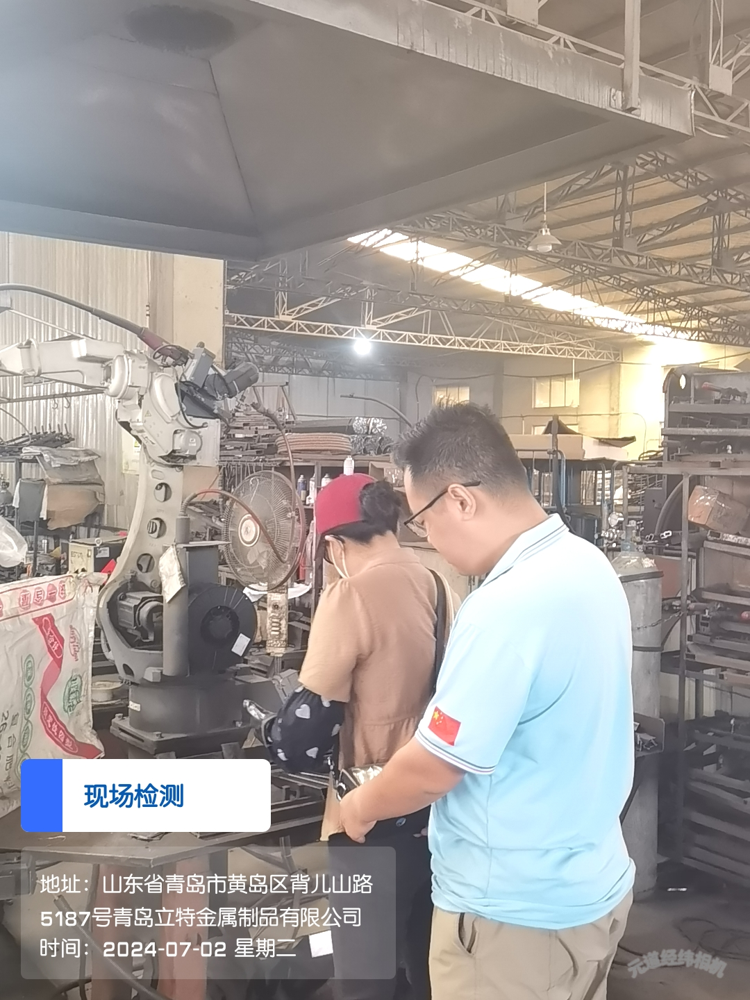 现场检测
地址：山东省青岛市黄岛区背儿山路
5187号青岛立特金属制品有限公司
时间：2024-07-02 星期二
元道经纬相机